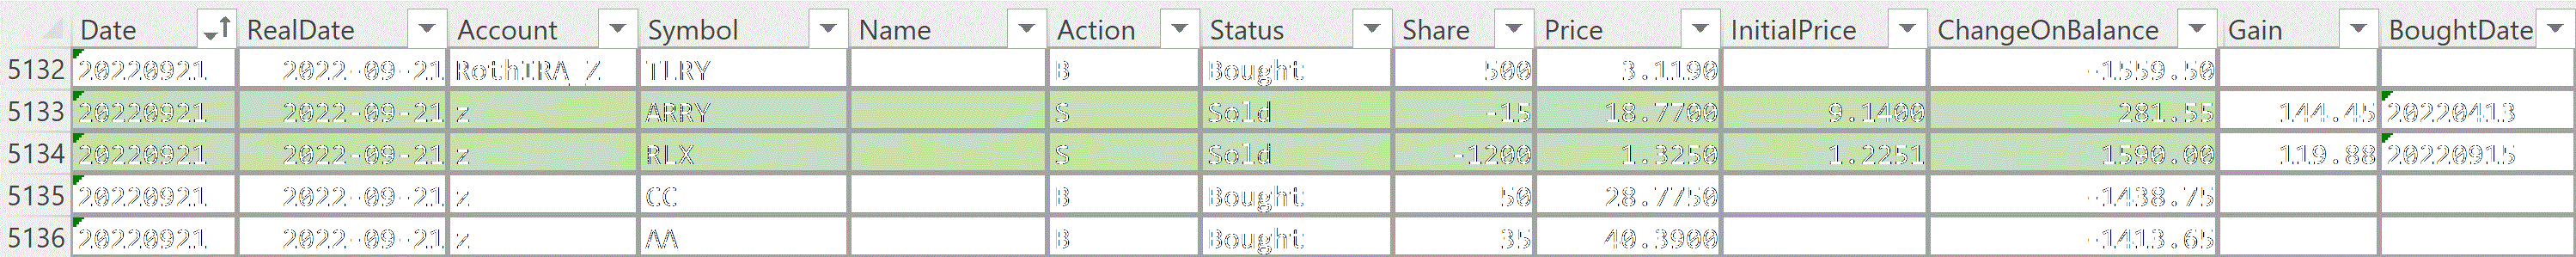 Date RealDate Account Symbol Name Action Status Share Price InitialPrice ChangeOnBalance Gain BoughtDate
5132 20220921 2022-09-21 RothIRA_Z TLRY B Bought 500 3.1190 -1559.50
5133 20220921 2022-09-21 z ARRY S Sold -15 18.7700 9.1400 281.55 144.45 20220413
5134 20220921 2022-09-21 z RLX S Sold -1200 1.3250 1.2251 1590.00 119.88 20220915
5135 20220921 2022-09-21 z CC B Bought 50 28.7750 -1438.75
5136 20220921 2022-09-21 z AA B Bought 35 40.3900 -1413.65